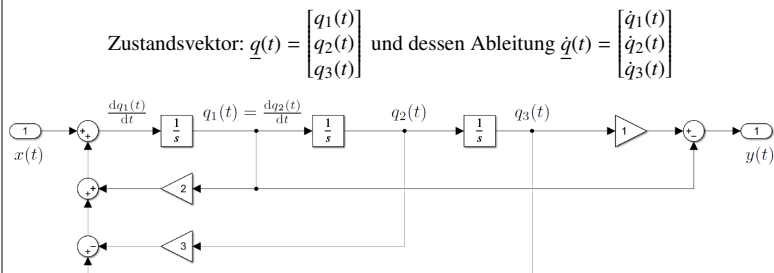 Zustandsvektor: q(t) = [q₁(t) q₂(t) q₃(t)] und dessen Ableitung q̇(t) = [q̇₁(t) q̇₂(t) q̇₃(t)]
dq₁(t)/dt q₁(t) = dq₂(t)/dt q₂(t) q₃(t)
1 + + 1/s 1/s 1/s 1 + − 1
x(t) y(t)
+ + 2
+ − 3